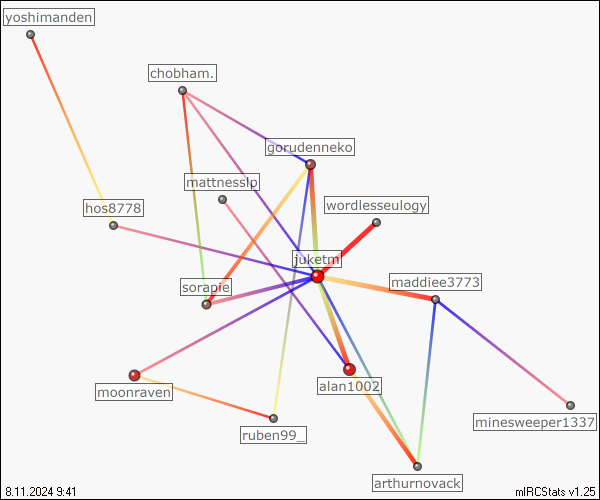 yoshimanden
chobham.
gorudenneko
mattnesslp
wordlesseulogy
hos8778
juketm
maddiee3773
sorapie
alan1002
moonraven
minesweeper1337
ruben99_
arthurnovack
8.11.2024 9:41
mIRCStats v1.25